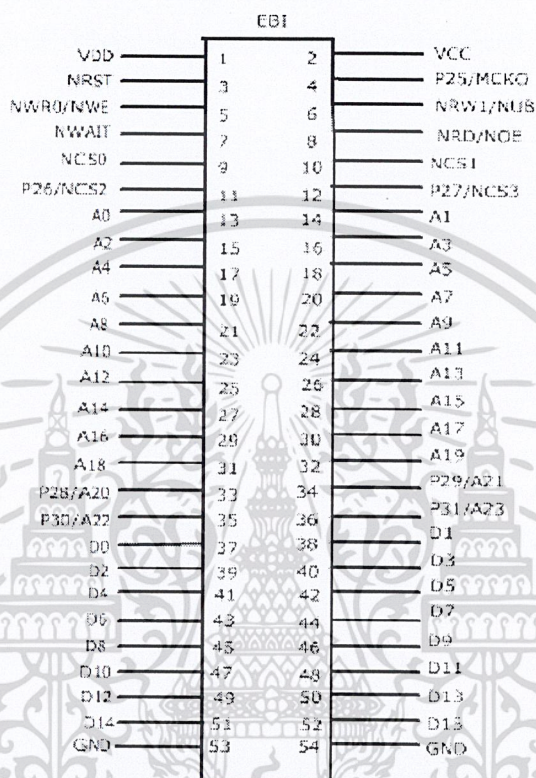 EBI
VDD 1 2 VCC
NRST 3 4 P25/MCKO
NWR0/NWE 5 6 NRW1/NUB
NWAIT 7 8 NRD/NOE
NCS0 9 10 NCS1
P26/NCS2 11 12 P27/NCS3
A0 13 14 A1
A2 15 16 A3
A4 17 18 A5
A6 19 20 A7
A8 21 22 A9
A10 23 24 A11
A12 25 26 A13
A14 27 28 A15
A16 29 30 A17
A18 31 32 A19
P28/A20 33 34 P29/A21
P30/A22 35 36 P31/A23
D0 37 38 D1
D2 39 40 D3
D4 41 42 D5
D6 43 44 D7
D8 45 46 D9
D10 47 48 D11
D12 49 50 D13
D14 51 52 D15
GND 53 54 GND